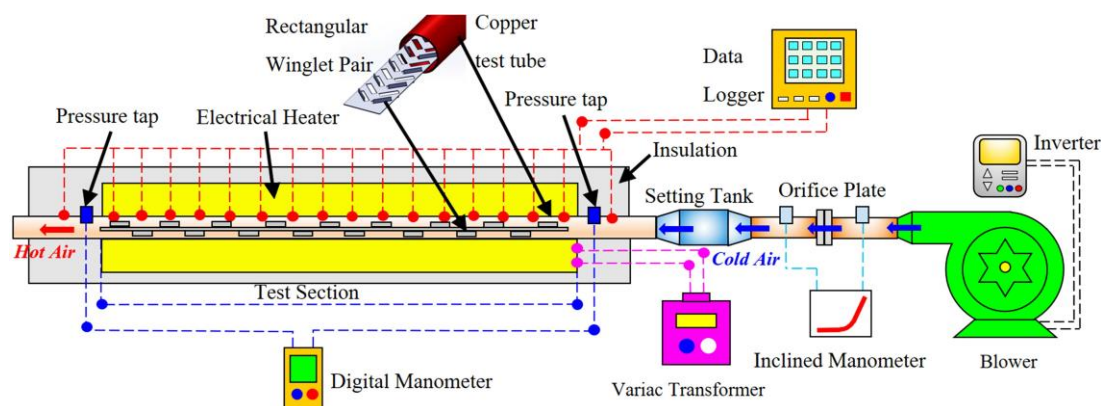 Rectangular
Winglet Pair
Copper
test tube
Data
Logger
Pressure tap
Electrical Heater
Pressure tap
Insulation
Inverter
Setting Tank
Orifice Plate
Hot Air
Cold Air
Test Section
Digital Manometer
Variac Transformer
Inclined Manometer
Blower